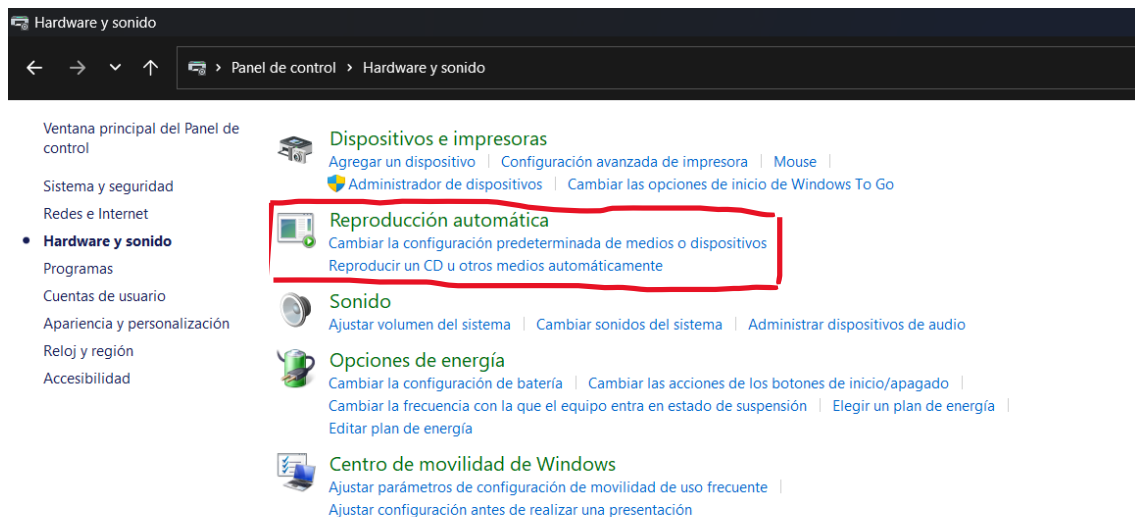 Hardware y sonido
Panel de control > Hardware y sonido
Ventana principal del Panel de
control
Sistema y seguridad
Redes e Internet
Hardware y sonido
Programas
Cuentas de usuario
Apariencia y personalización
Reloj y región
Accesibilidad
Dispositivos e impresoras
Agregar un dispositivo | Configuración avanzada de impresora | Mouse |
Administrador de dispositivos | Cambiar las opciones de inicio de Windows To Go
Reproducción automática
Cambiar la configuración predeterminada de medios o dispositivos
Reproducir un CD u otros medios automáticamente
Sonido
Ajustar volumen del sistema | Cambiar sonidos del sistema | Administrar dispositivos de audio
Opciones de energía
Cambiar la configuración de batería | Cambiar las acciones de los botones de inicio/apagado |
Cambiar la frecuencia con la que el equipo entra en estado de suspensión | Elegir un plan de energía |
Editar plan de energía
Centro de movilidad de Windows
Ajustar parámetros de configuración de movilidad de uso frecuente |
Ajustar configuración antes de realizar una presentación